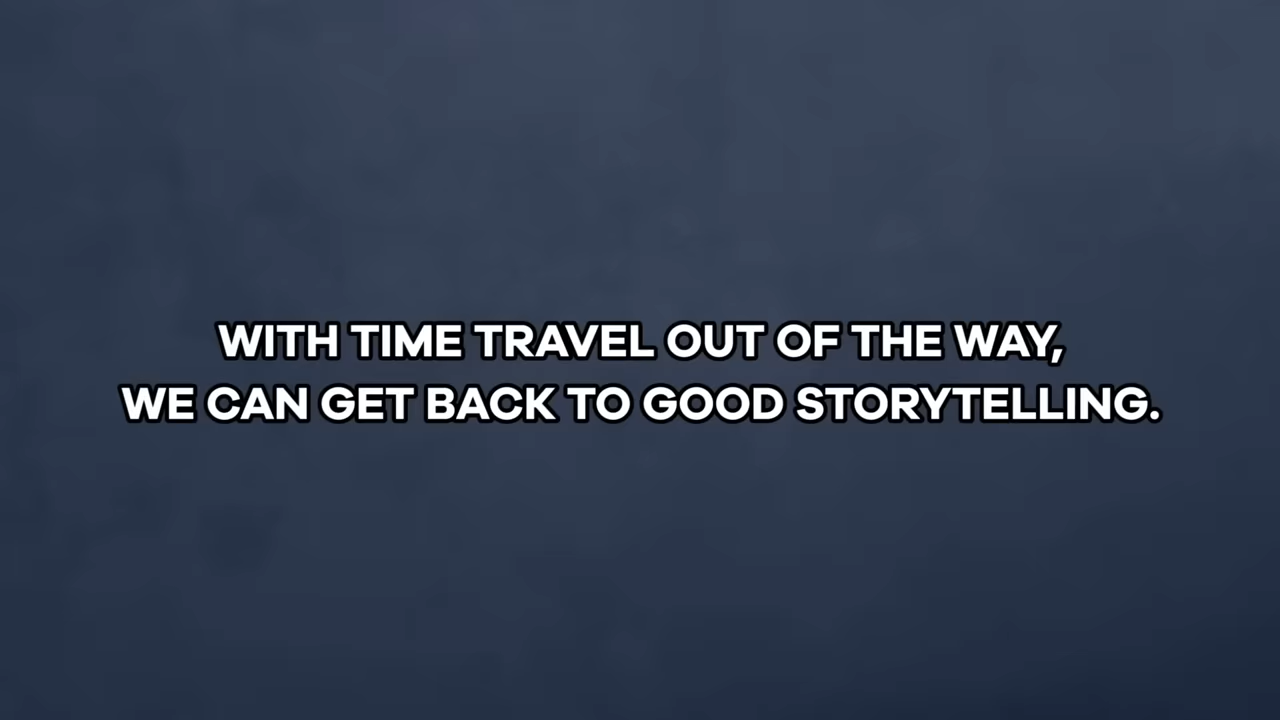 WITH TIME TRAVEL OUT OF THE WAY,
WE CAN GET BACK TO GOOD STORYTELLING.